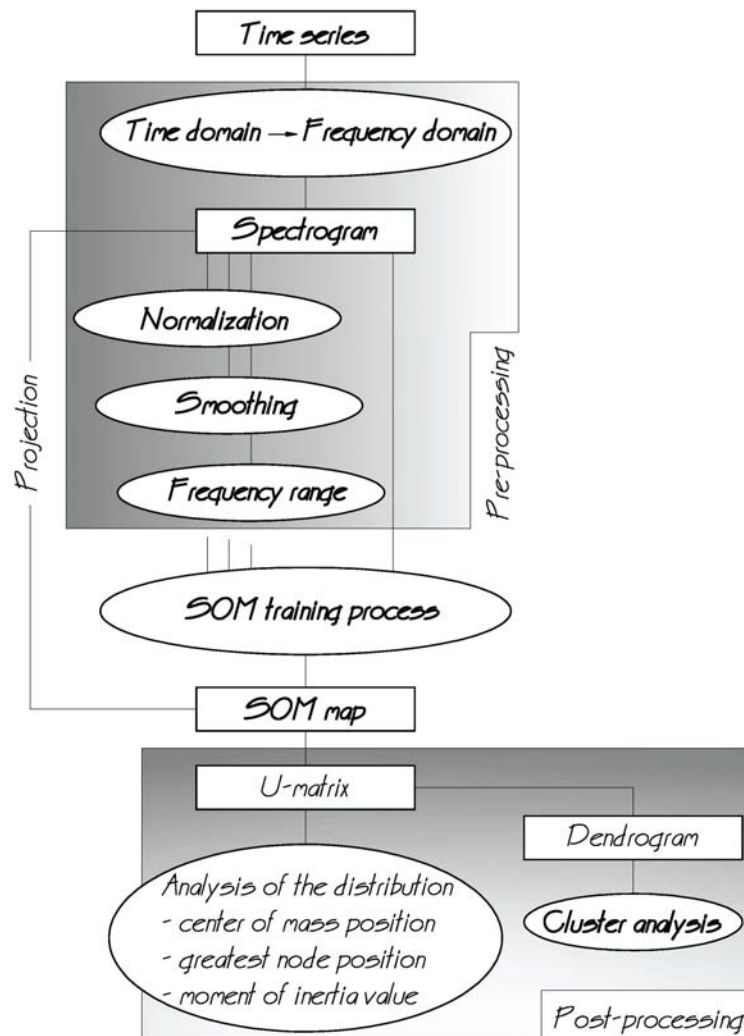 Time series
Time domain → Frequency domain
Spectrogram
Normalization
Smoothing
Frequency range
Projection
Pre-processing
SOM training process
SOM map
U-matrix
Dendrogram
Analysis of the distribution
- center of mass position
- greatest node position
- moment of inertia value
Cluster analysis
Post-processing